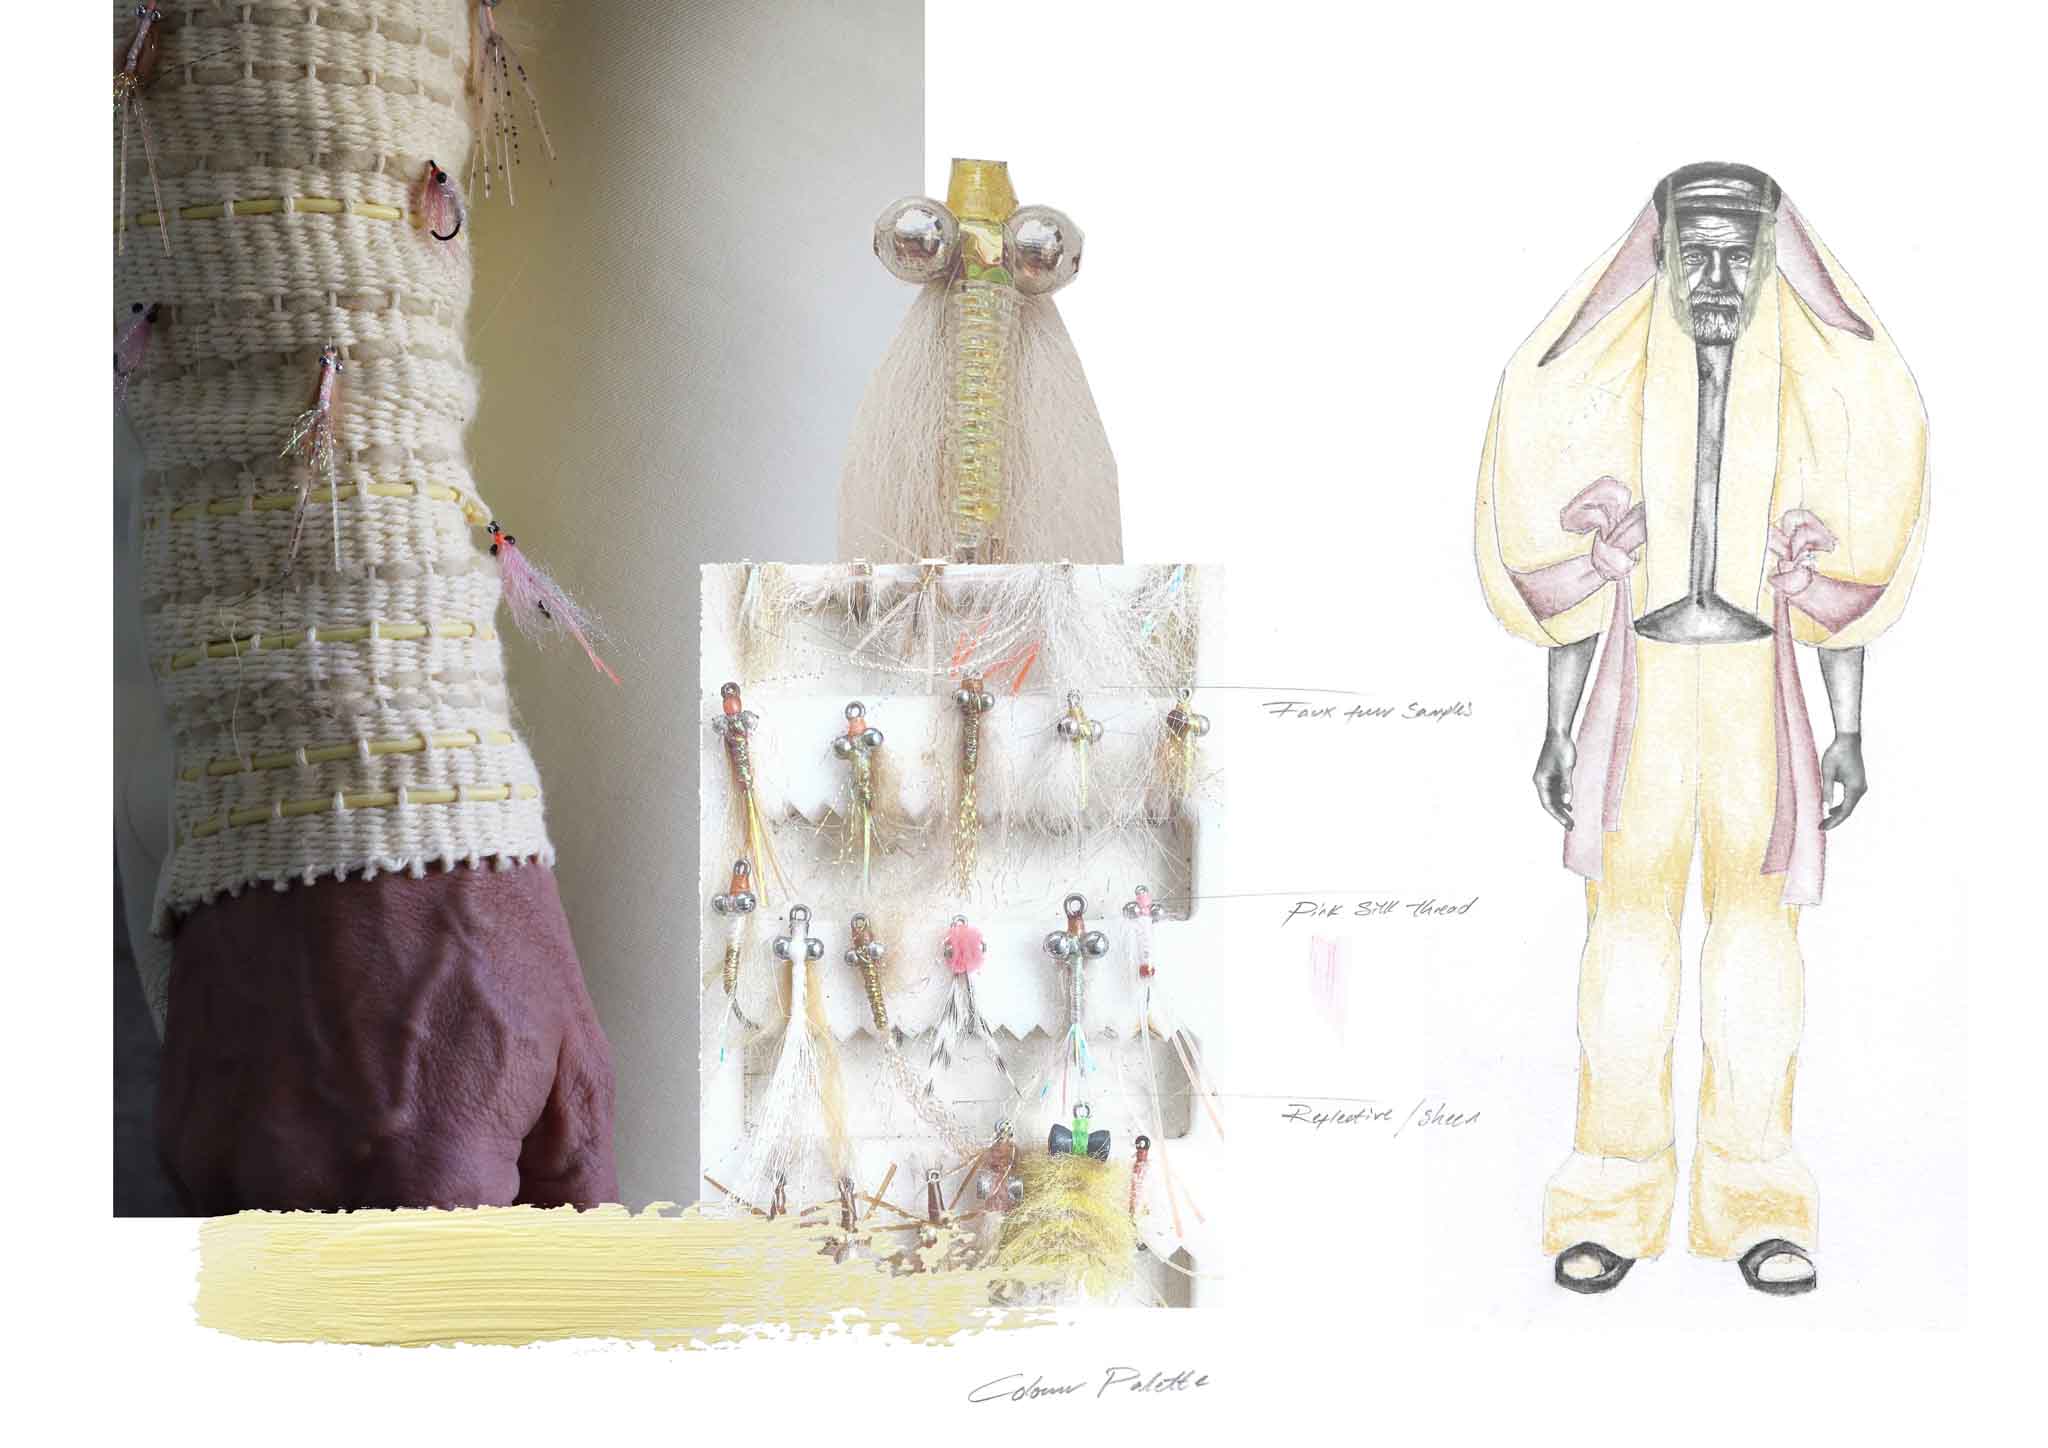 Faux fur samples
Pink silk thread
Reflective / sheen
Colour Palette